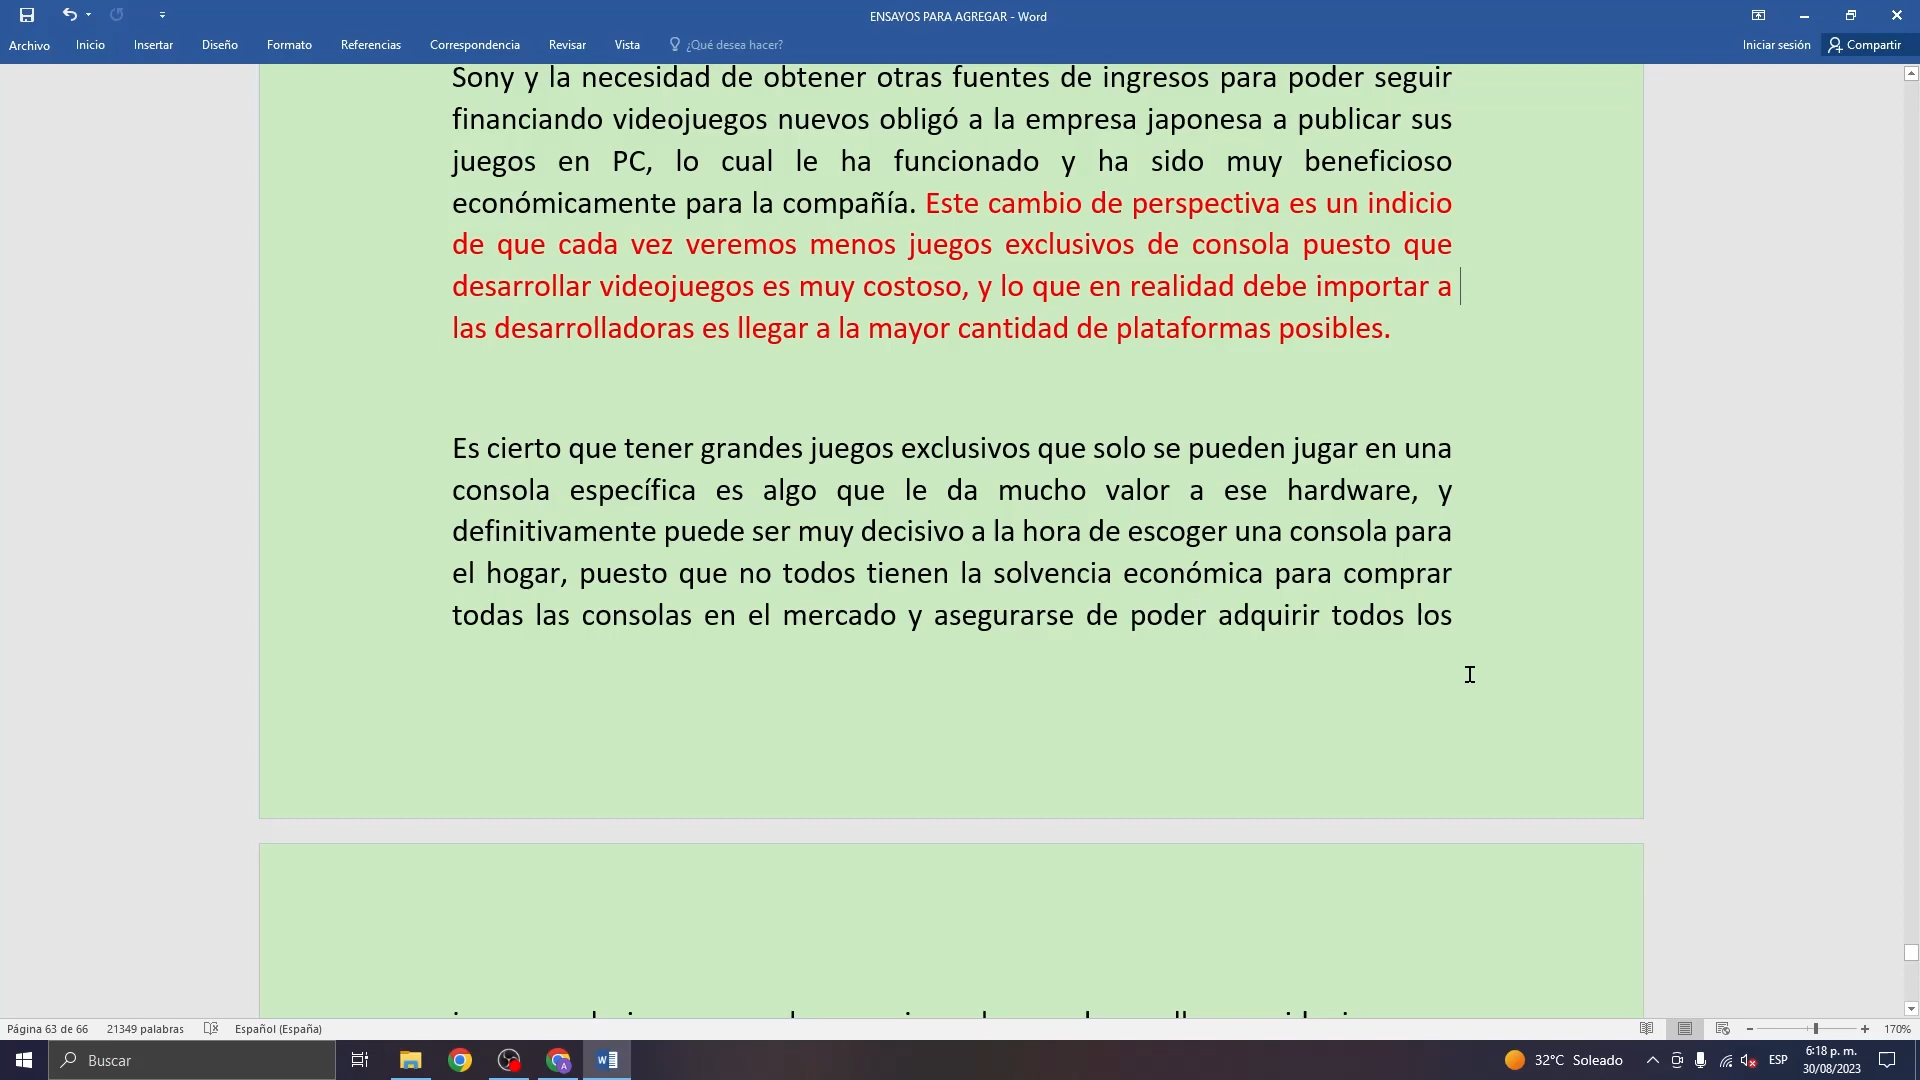 ENSAYOS PARA AGREGAR - Word
Archivo Inicio Insertar Diseño Formato Referencias Correspondencia Revisar Vista ¿Qué desea hacer? Iniciar sesión Compartir
Sony y la necesidad de obtener otras fuentes de ingresos para poder seguir
financiando videojuegos nuevos obligó a la empresa japonesa a publicar sus
juegos en PC, lo cual le ha funcionado y ha sido muy beneficioso
económicamente para la compañía. Este cambio de perspectiva es un indicio
de que cada vez veremos menos juegos exclusivos de consola puesto que
desarrollar videojuegos es muy costoso, y lo que en realidad debe importar a
las desarrolladoras es llegar a la mayor cantidad de plataformas posibles.
Es cierto que tener grandes juegos exclusivos que solo se pueden jugar en una
consola específica es algo que le da mucho valor a ese hardware, y
definitivamente puede ser muy decisivo a la hora de escoger una consola para
el hogar, puesto que no todos tienen la solvencia económica para comprar
todas las consolas en el mercado y asegurarse de poder adquirir todos los
Página 63 de 66 21349 palabras Español (España) 170%
Buscar 32°C Soleado ESP 6:18 p. m.
30/08/2023